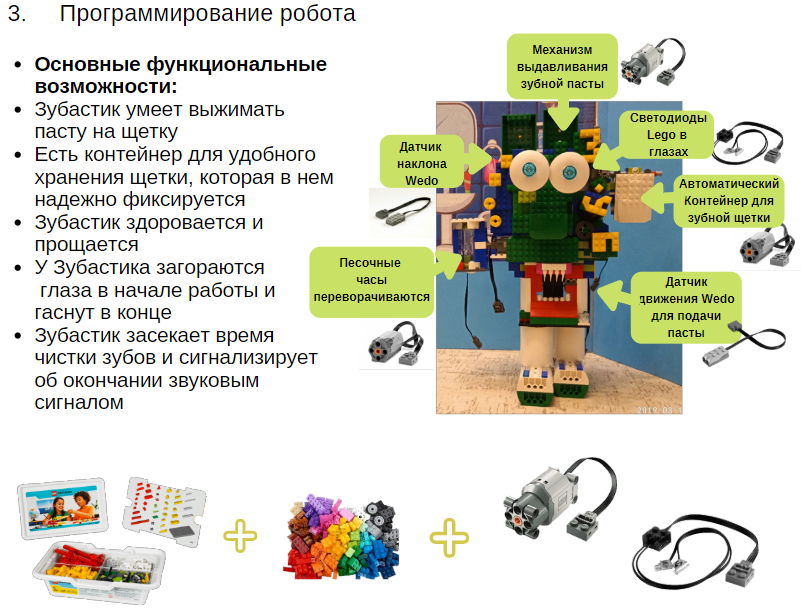 3. Программирование робота
Основные функциональные
возможности:
Зубастик умеет выжимать
пасту на щетку
Есть контейнер для удобного
хранения щетки, которая в нем
надежно фиксируется
Зубастик здоровается и
прощается
У Зубастика загораются
глаза в начале работы и
гаснут в конце
Зубастик засекает время
чистки зубов и сигнализирует
об окончании звуковым
сигналом
Механизм
выдавливания
зубной пасты
Светодиоды
Lego в
глазах
Датчик
наклона
Wedo
Автоматический
Контейнер для
зубной щетки
Песочные
часы
переворачиваются
Датчик
движения Wedo
для подачи
пасты